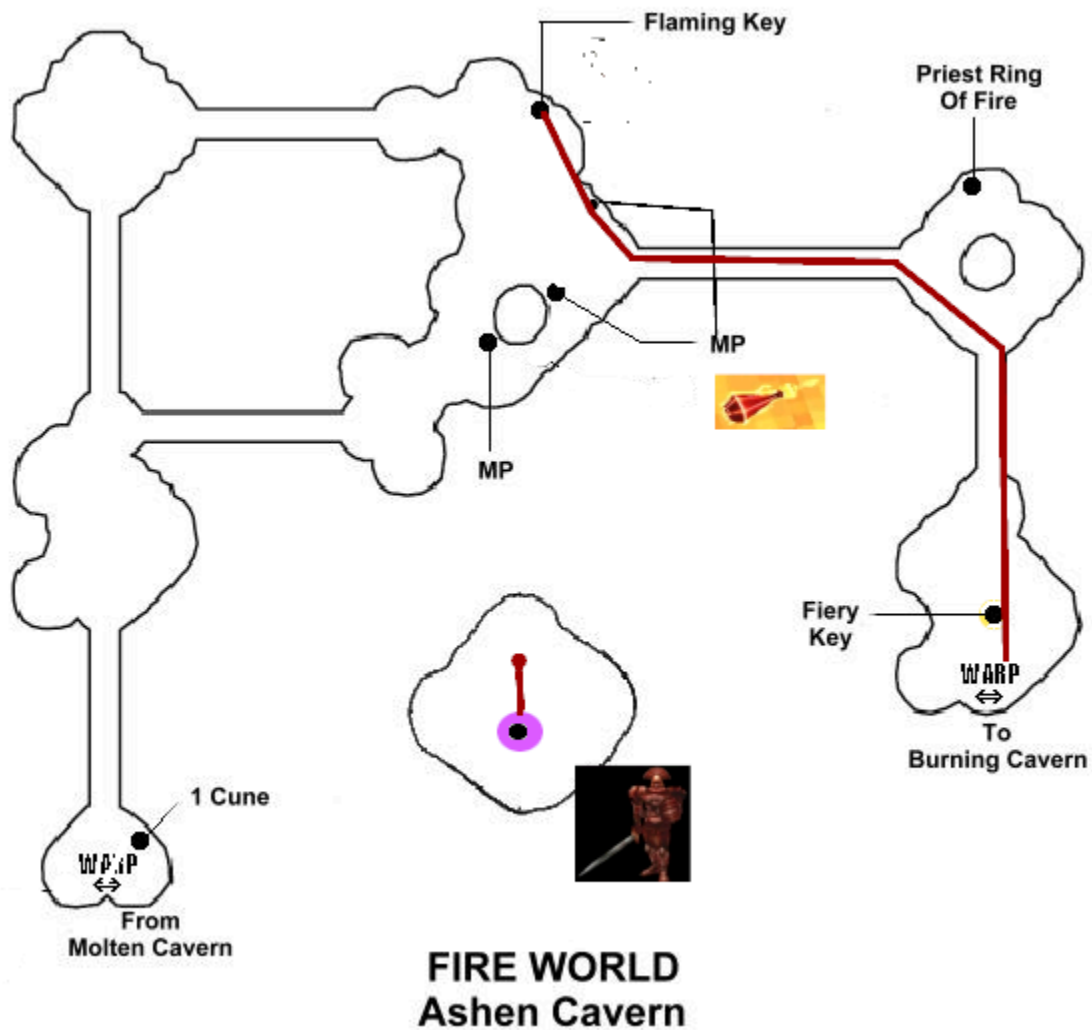 Flaming Key
Priest Ring
Of Fire
MP
MP
Fiery
Key
WARP
To
Burning Cavern
1 Cune
WARP
From
Molten Cavern
FIRE WORLD
Ashen Cavern